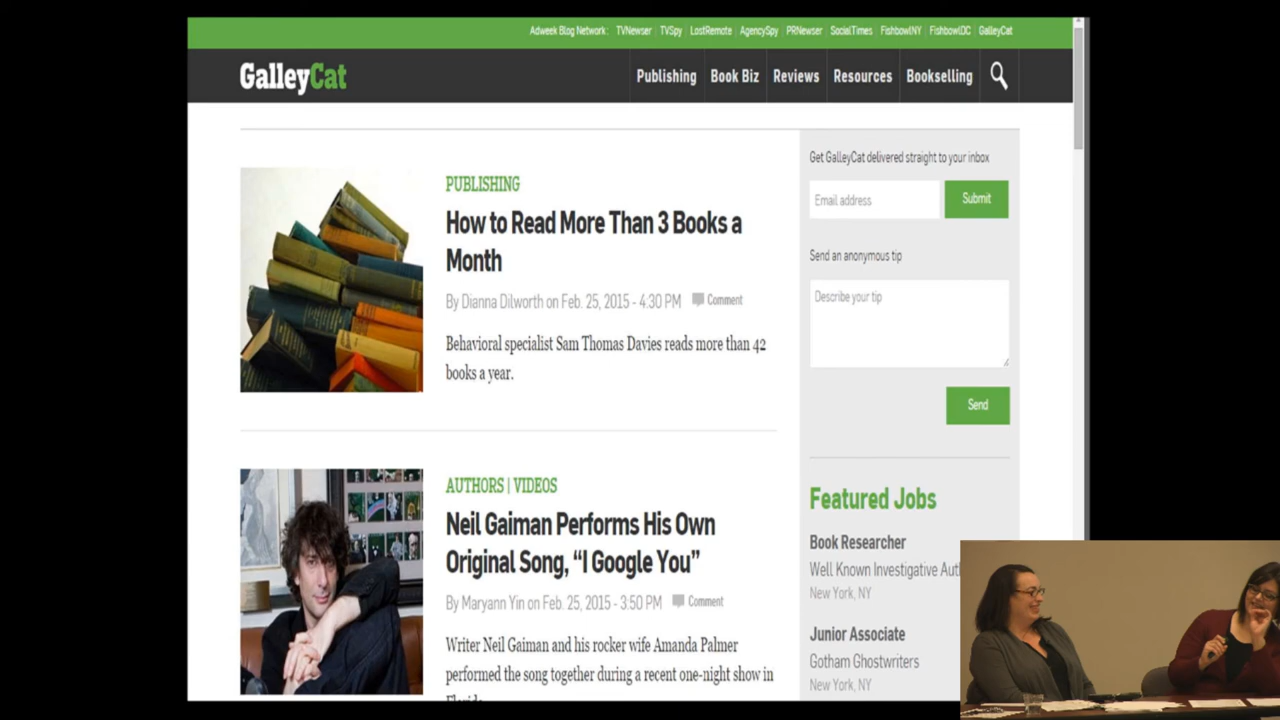 Adweek Blog Network: TVNewser TVSpy LostRemote AgencySpy PRNewser SocialTimes FishbowlNY FishbowlDC GalleyCat
GalleyCat
Publishing Book Biz Reviews Resources Bookselling
PUBLISHING
How to Read More Than 3 Books a
Month
By Dianna Dilworth on Feb. 25, 2015 - 4:30 PM Comment
Behavioral specialist Sam Thomas Davies reads more than 42
books a year.
AUTHORS | VIDEOS
Neil Gaiman Performs His Own
Original Song, “I Google You”
By Maryann Yin on Feb. 25, 2015 - 3:50 PM Comment
Writer Neil Gaiman and his rocker wife Amanda Palmer
performed the song together during a recent one-night show in
Get GalleyCat delivered straight to your inbox
Email address Submit
Send an anonymous tip
Describe your tip
Send
Featured Jobs
Book Researcher
Well Known Investigative
New York, NY
Junior Associate
Gotham Ghostwriters
New York, NY